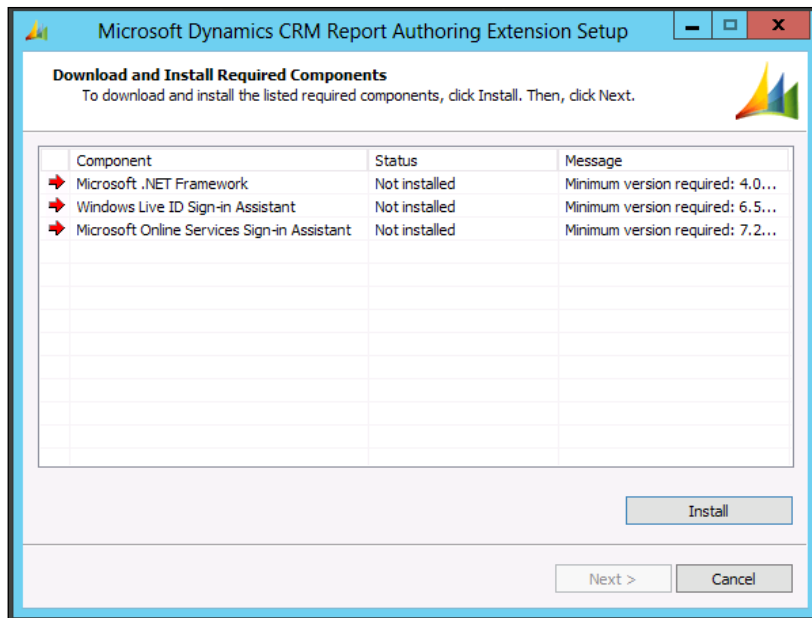 Microsoft Dynamics CRM Report Authoring Extension Setup
Download and Install Required Components
To download and install the listed required components, click Install. Then, click Next.
Component Status Message
Microsoft .NET Framework Not installed Minimum version required: 4.0...
Windows Live ID Sign-in Assistant Not installed Minimum version required: 6.5...
Microsoft Online Services Sign-in Assistant Not installed Minimum version required: 7.2...
Install
Next > Cancel